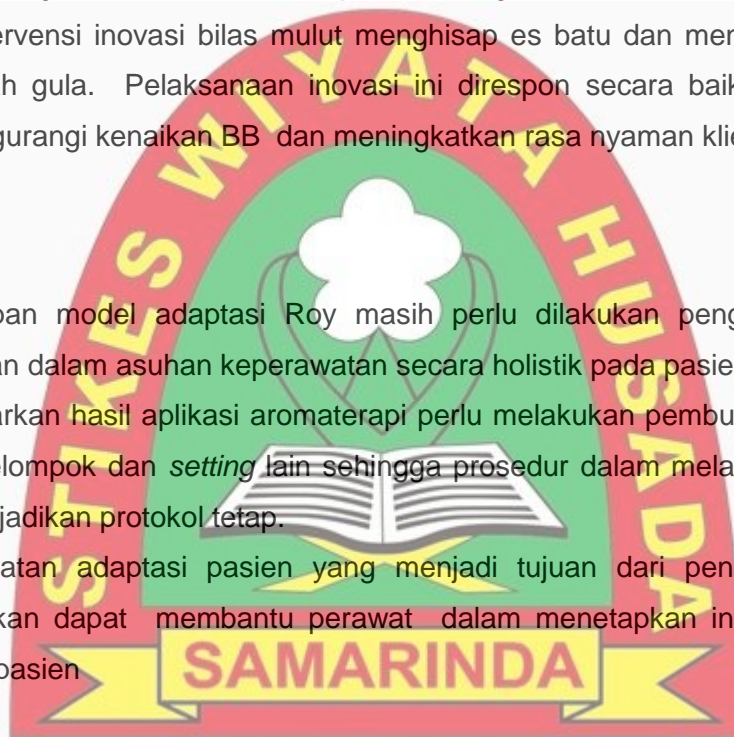 ervensi inovasi bilas mulut menghisap es batu dan men
h gula. Pelaksanaan inovasi ini direspon secara baik
gurangi kenaikan BB dan meningkatkan rasa nyaman klie
STIKES WIYATA HUSADA
pan model adaptasi Roy masih perlu dilakukan peng
an dalam asuhan keperawatan secara holistik pada pasie
arkan hasil aplikasi aromaterapi perlu melakukan pembu
elompok dan setting lain sehingga prosedur dalam mela
jadikan protokol tetap.
atan adaptasi pasien yang menjadi tujuan dari pen
kan dapat membantu perawat dalam menetapkan in
pasien
SAMARINDA